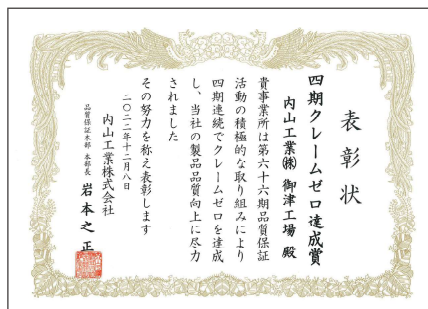 表彰状
四期クレームゼロ達成賞
内山工業㈱ 御津工場 殿
貴事業所は第六十六期品質保証
活動の積極的な取り組みにより
四期連続でクレームゼロを達成
し、当社の製品品質向上に尽力
されました
その努力を称え表彰します
二〇二二年十二月八日
内山工業株式会社
品質保証本部 本部長 岩本之正